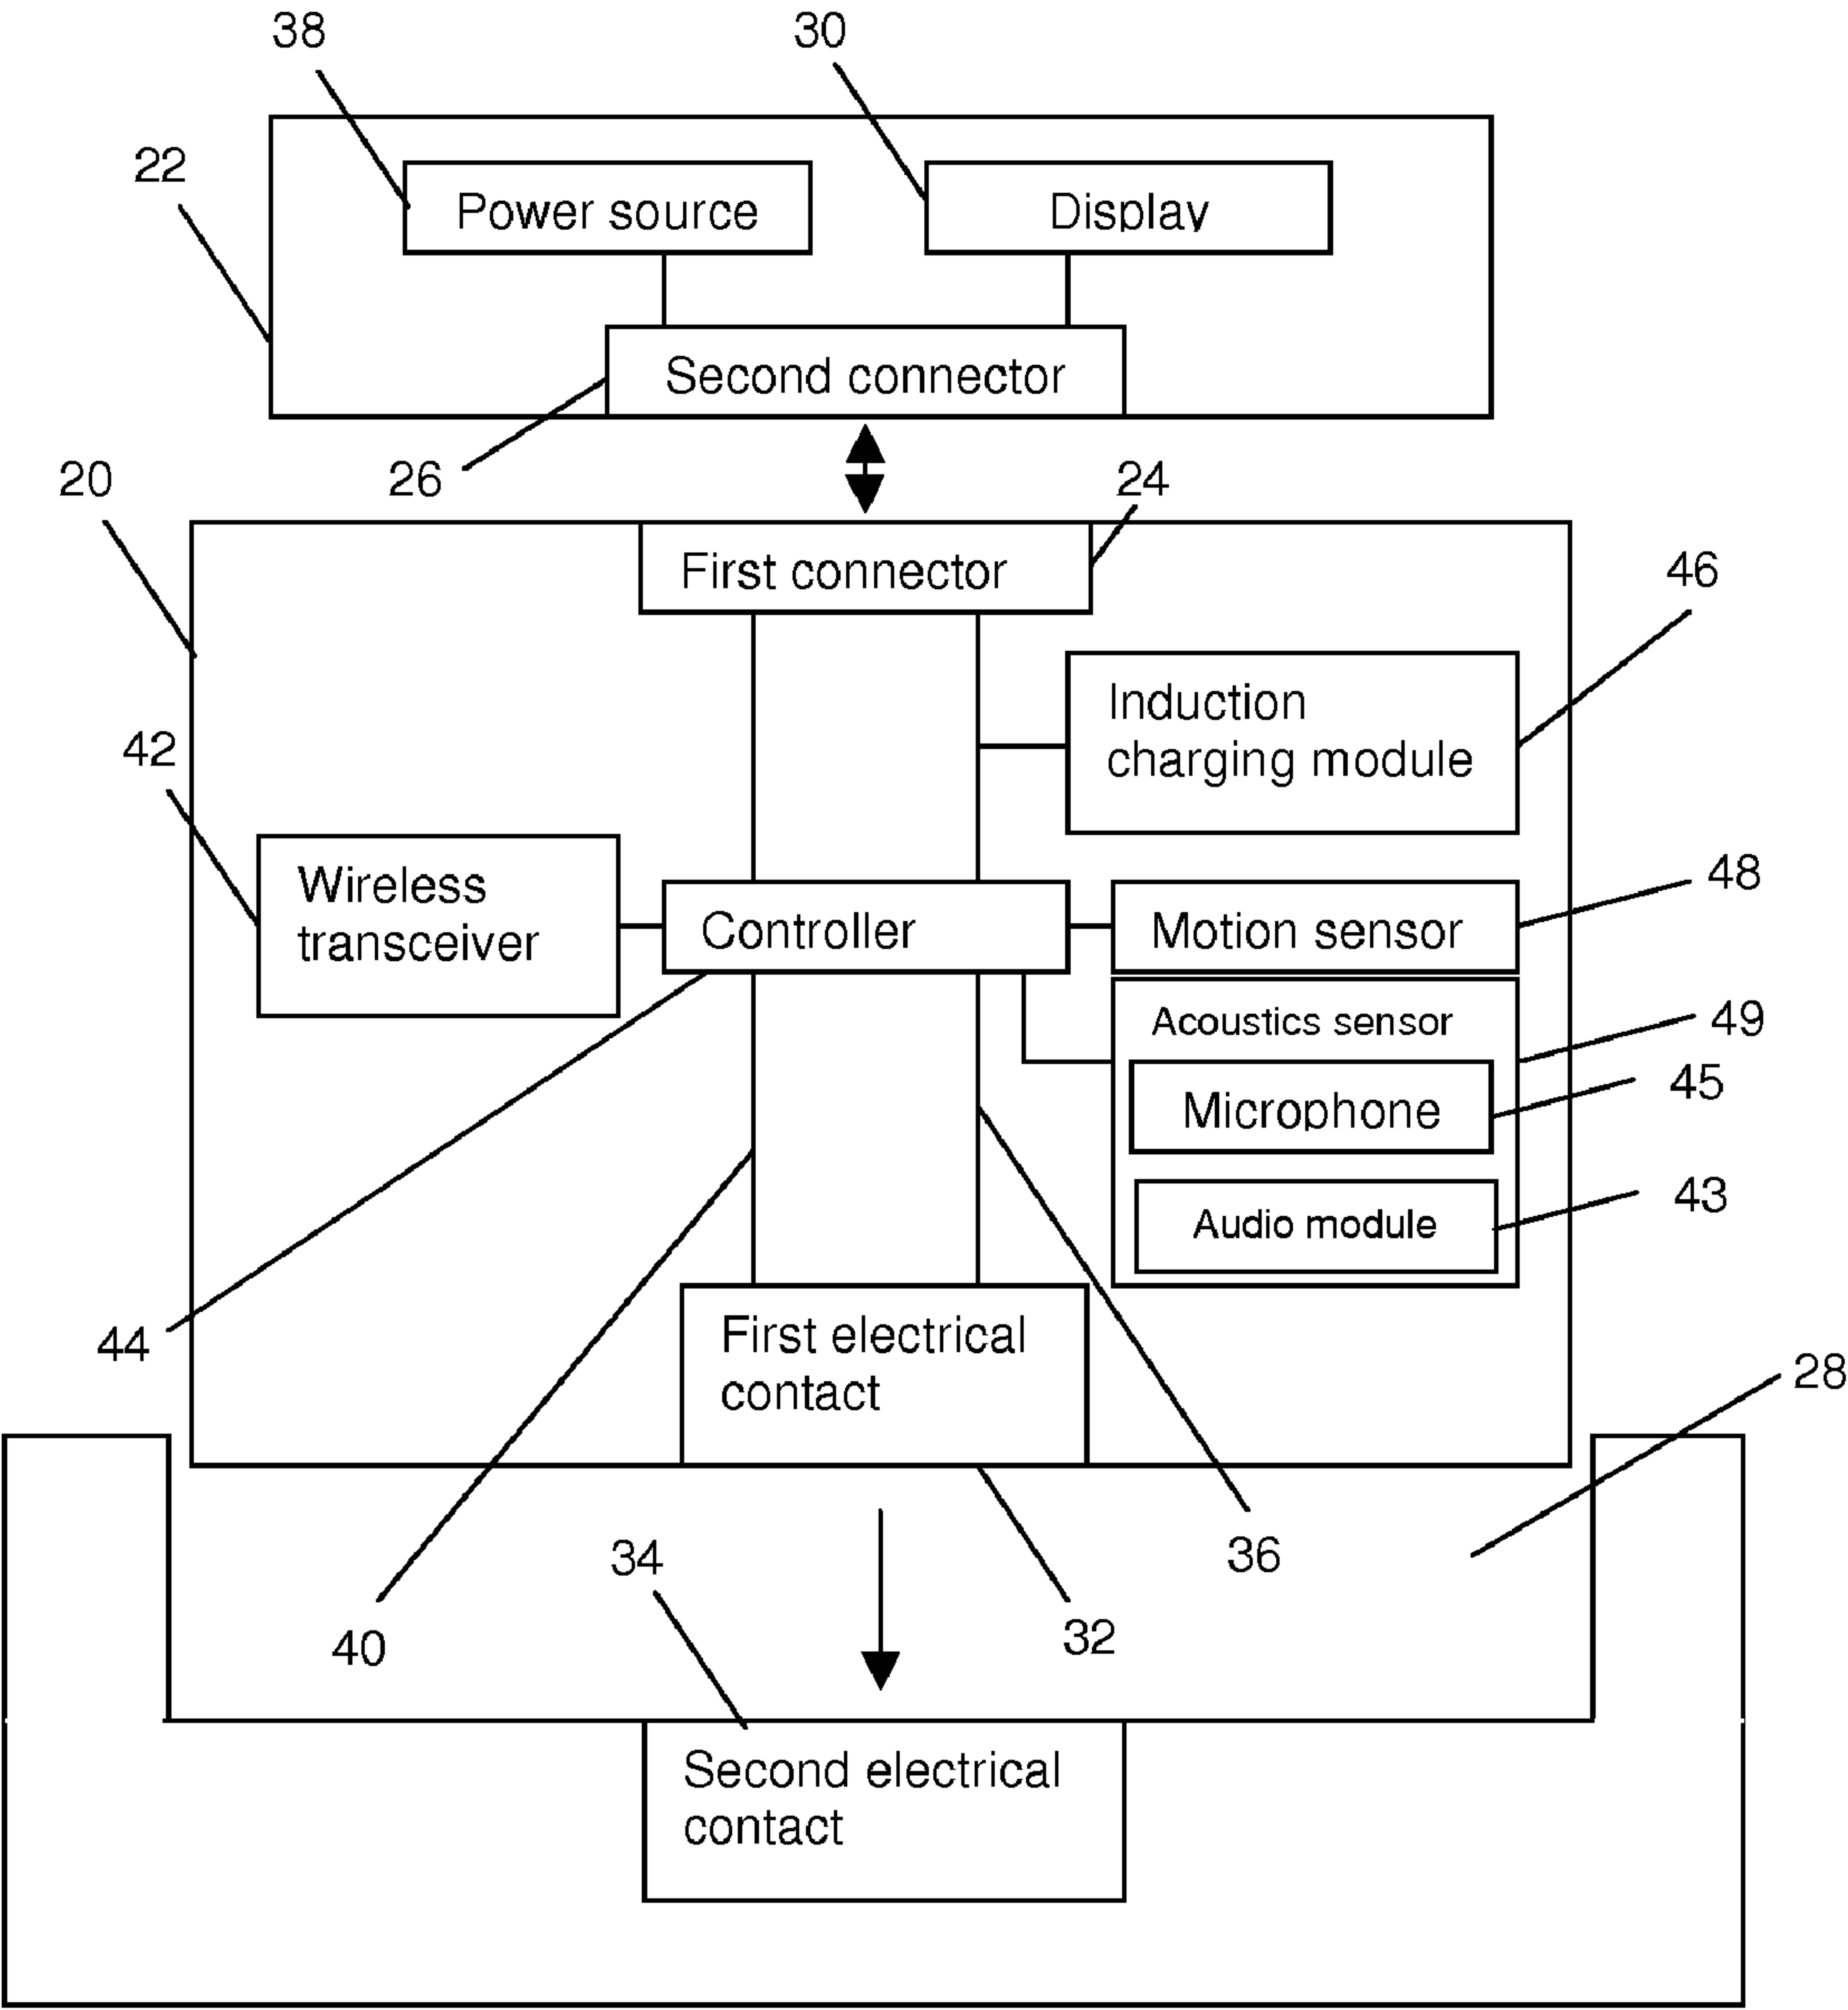 38
30
22
Power source
Display
Second connector
20
26
24
First connector
46
Induction
charging module
42
Wireless
transceiver
Controller
Motion sensor
48
Acoustics sensor
49
Microphone
45
Audio module
43
44
First electrical
contact
28
34
36
40
32
Second electrical
contact